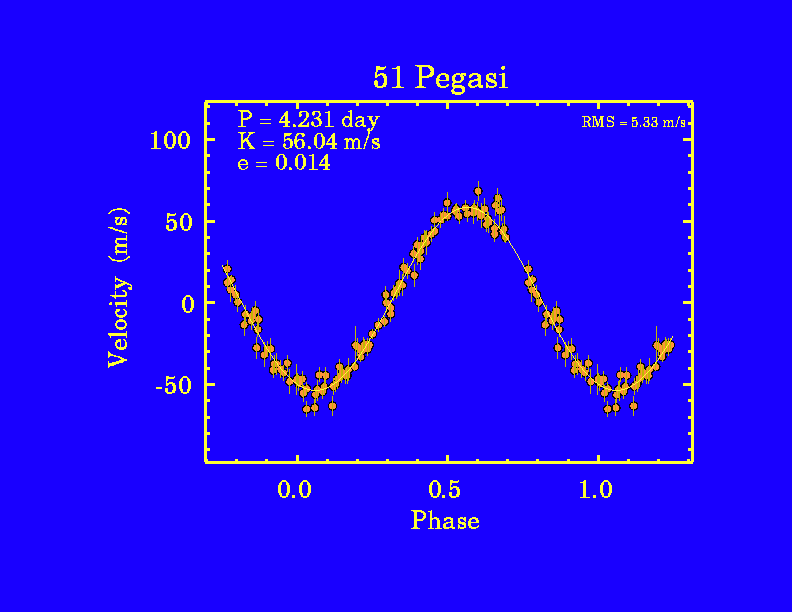 51 Pegasi
P = 4.231 day
RMS = 5.33 m/s
K = 56.04 m/s
e = 0.014
100
50
0
-50
Velocity (m/s)
0.0 0.5 1.0
Phase